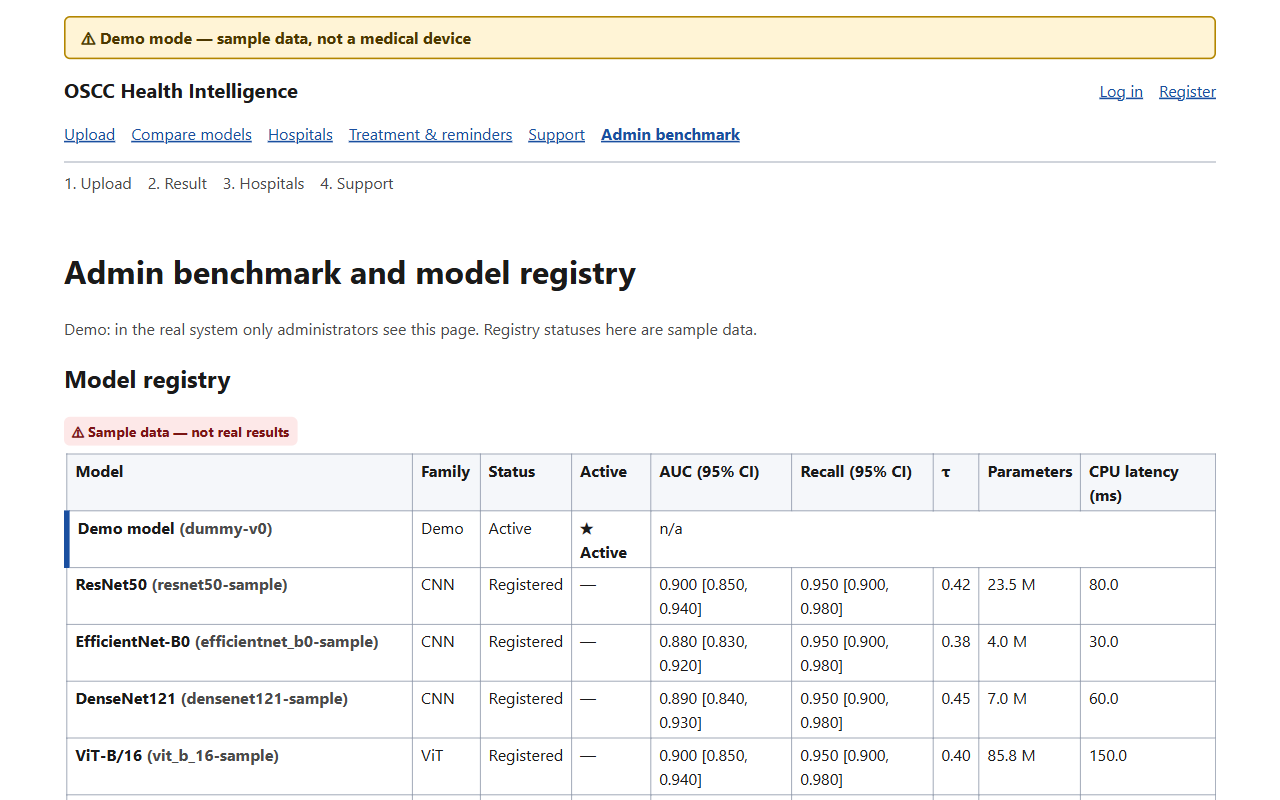 ⚠ Demo mode — sample data, not a medical device
OSCC Health Intelligence
Log in Register
Upload Compare models Hospitals Treatment & reminders Support Admin benchmark
1. Upload 2. Result 3. Hospitals 4. Support
Admin benchmark and model registry
Demo: in the real system only administrators see this page. Registry statuses here are sample data.
Model registry
⚠ Sample data — not real results
Model Family Status Active AUC (95% CI) Recall (95% CI) τ Parameters CPU latency
(ms)
Demo model (dummy-v0) Demo Active ★ n/a
Active
ResNet50 (resnet50-sample) CNN Registered — 0.900 [0.850, 0.950 [0.900, 0.42 23.5 M 80.0
0.940] 0.980]
EfficientNet-B0 (efficientnet_b0-sample) CNN Registered — 0.880 [0.830, 0.950 [0.900, 0.38 4.0 M 30.0
0.920] 0.980]
DenseNet121 (densenet121-sample) CNN Registered — 0.890 [0.840, 0.950 [0.900, 0.45 7.0 M 60.0
0.930] 0.980]
ViT-B/16 (vit_b_16-sample) ViT Registered — 0.900 [0.850, 0.950 [0.900, 0.40 85.8 M 150.0
0.940] 0.980]